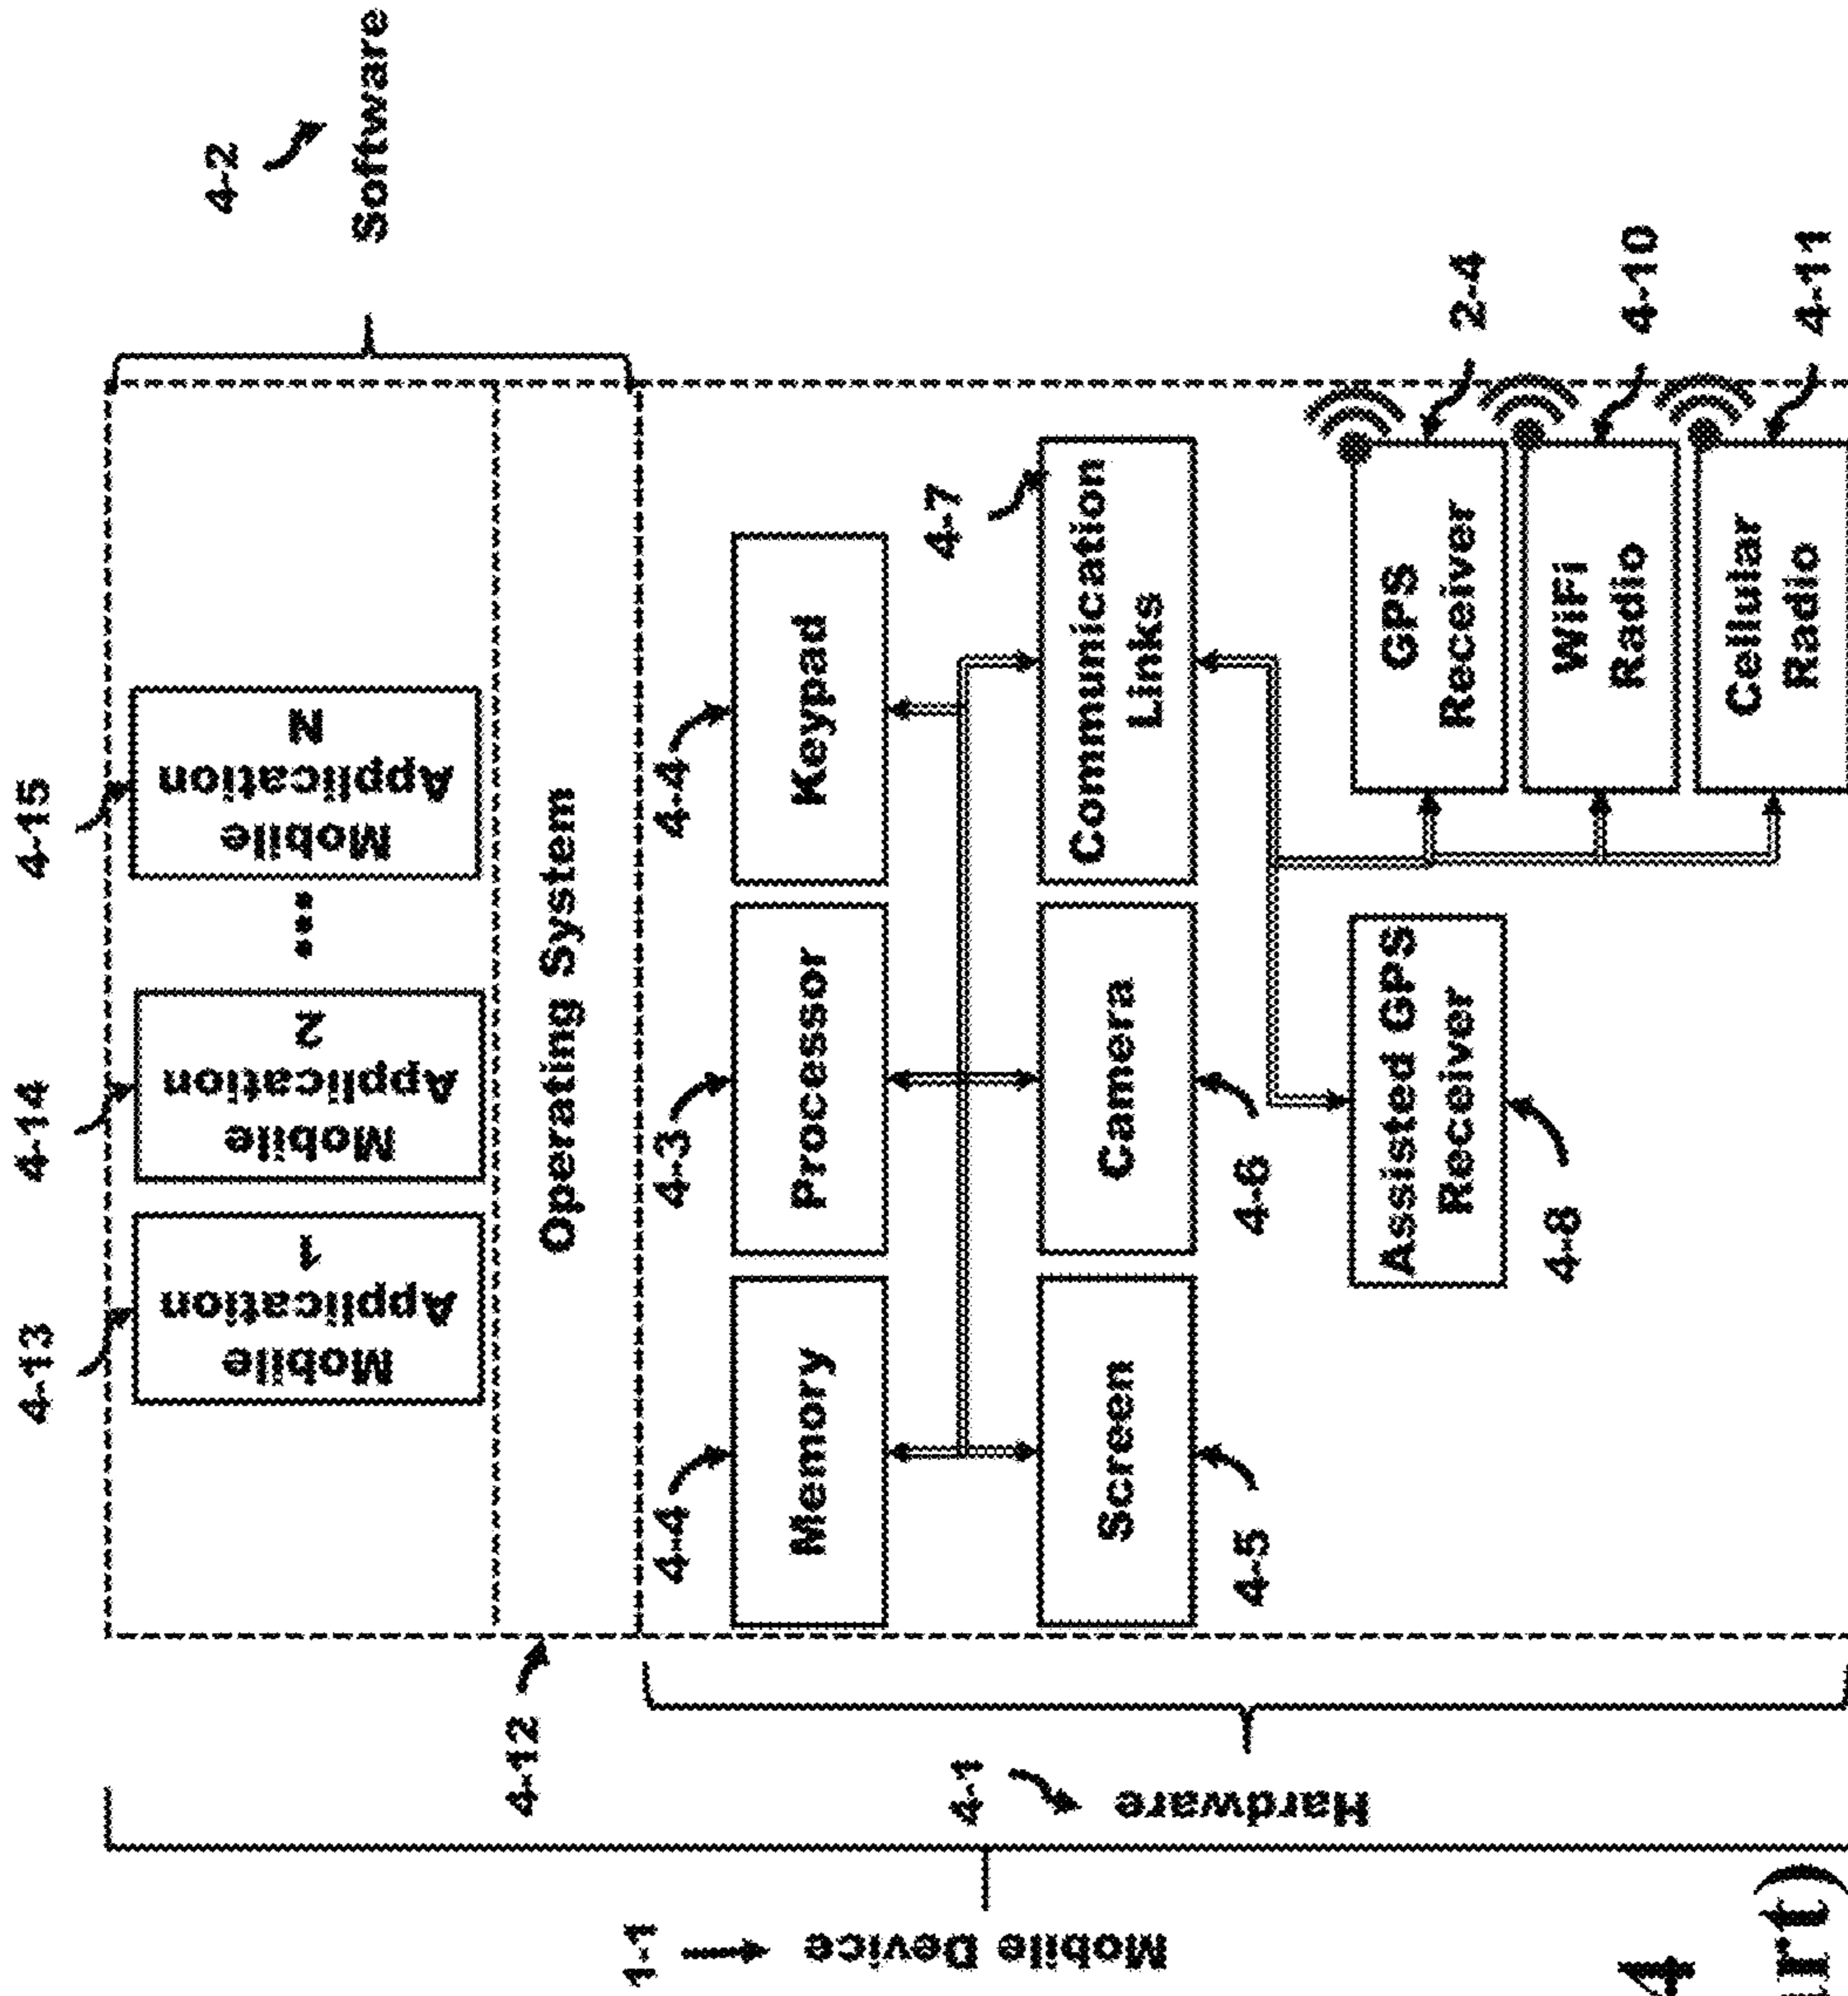 4-13
4-14
4-15
4-2
Software
Mobile
Application
1
Mobile
Application
2
...
Mobile
Application
N
4-12
Operating System
1-1
Mobile Device
4-1
Hardware
4-4
4-3
4-4
Memory
Processor
Keypad
4-7
Screen
Camera
Communication
Links
4-5
4-6
Assisted GPS
Receiver
4-8
GPS
Receiver
2-4
WiFi
Radio
4-10
Cellular
Radio
4-11
4
rt)